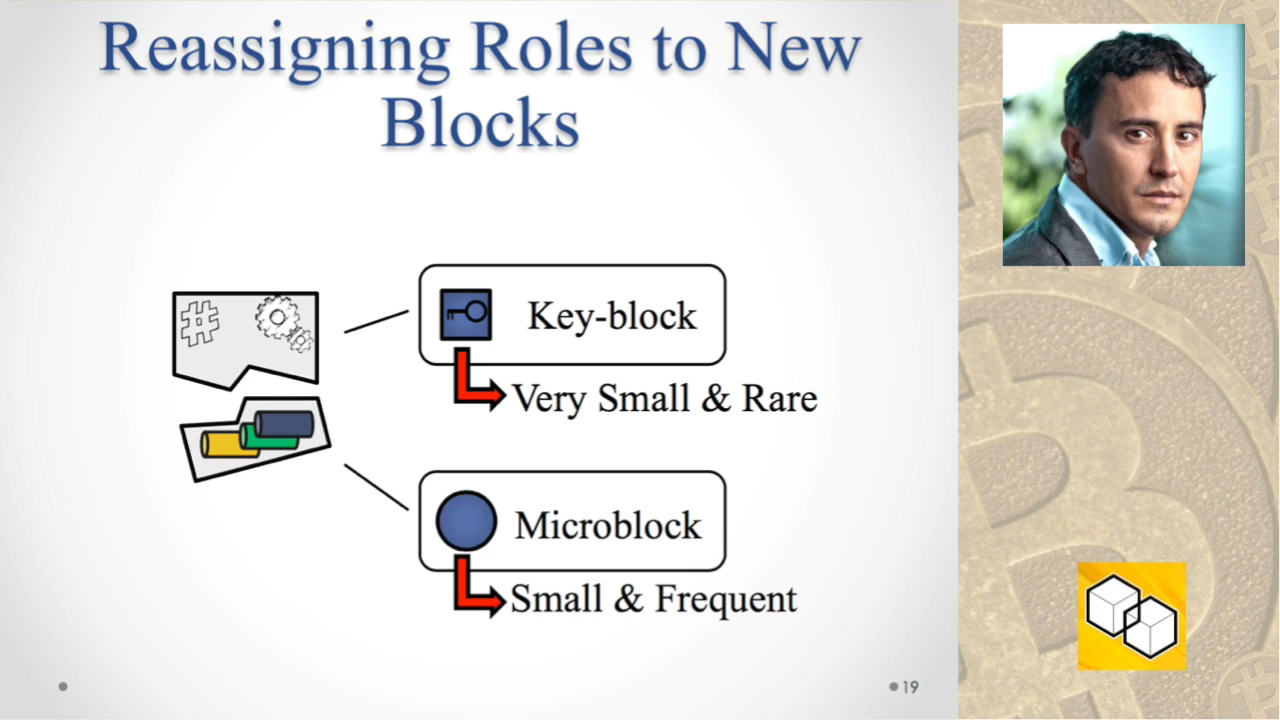 Reassigning Roles to New
Blocks
Key-block
Very Small & Rare
Microblock
Small & Frequent
19